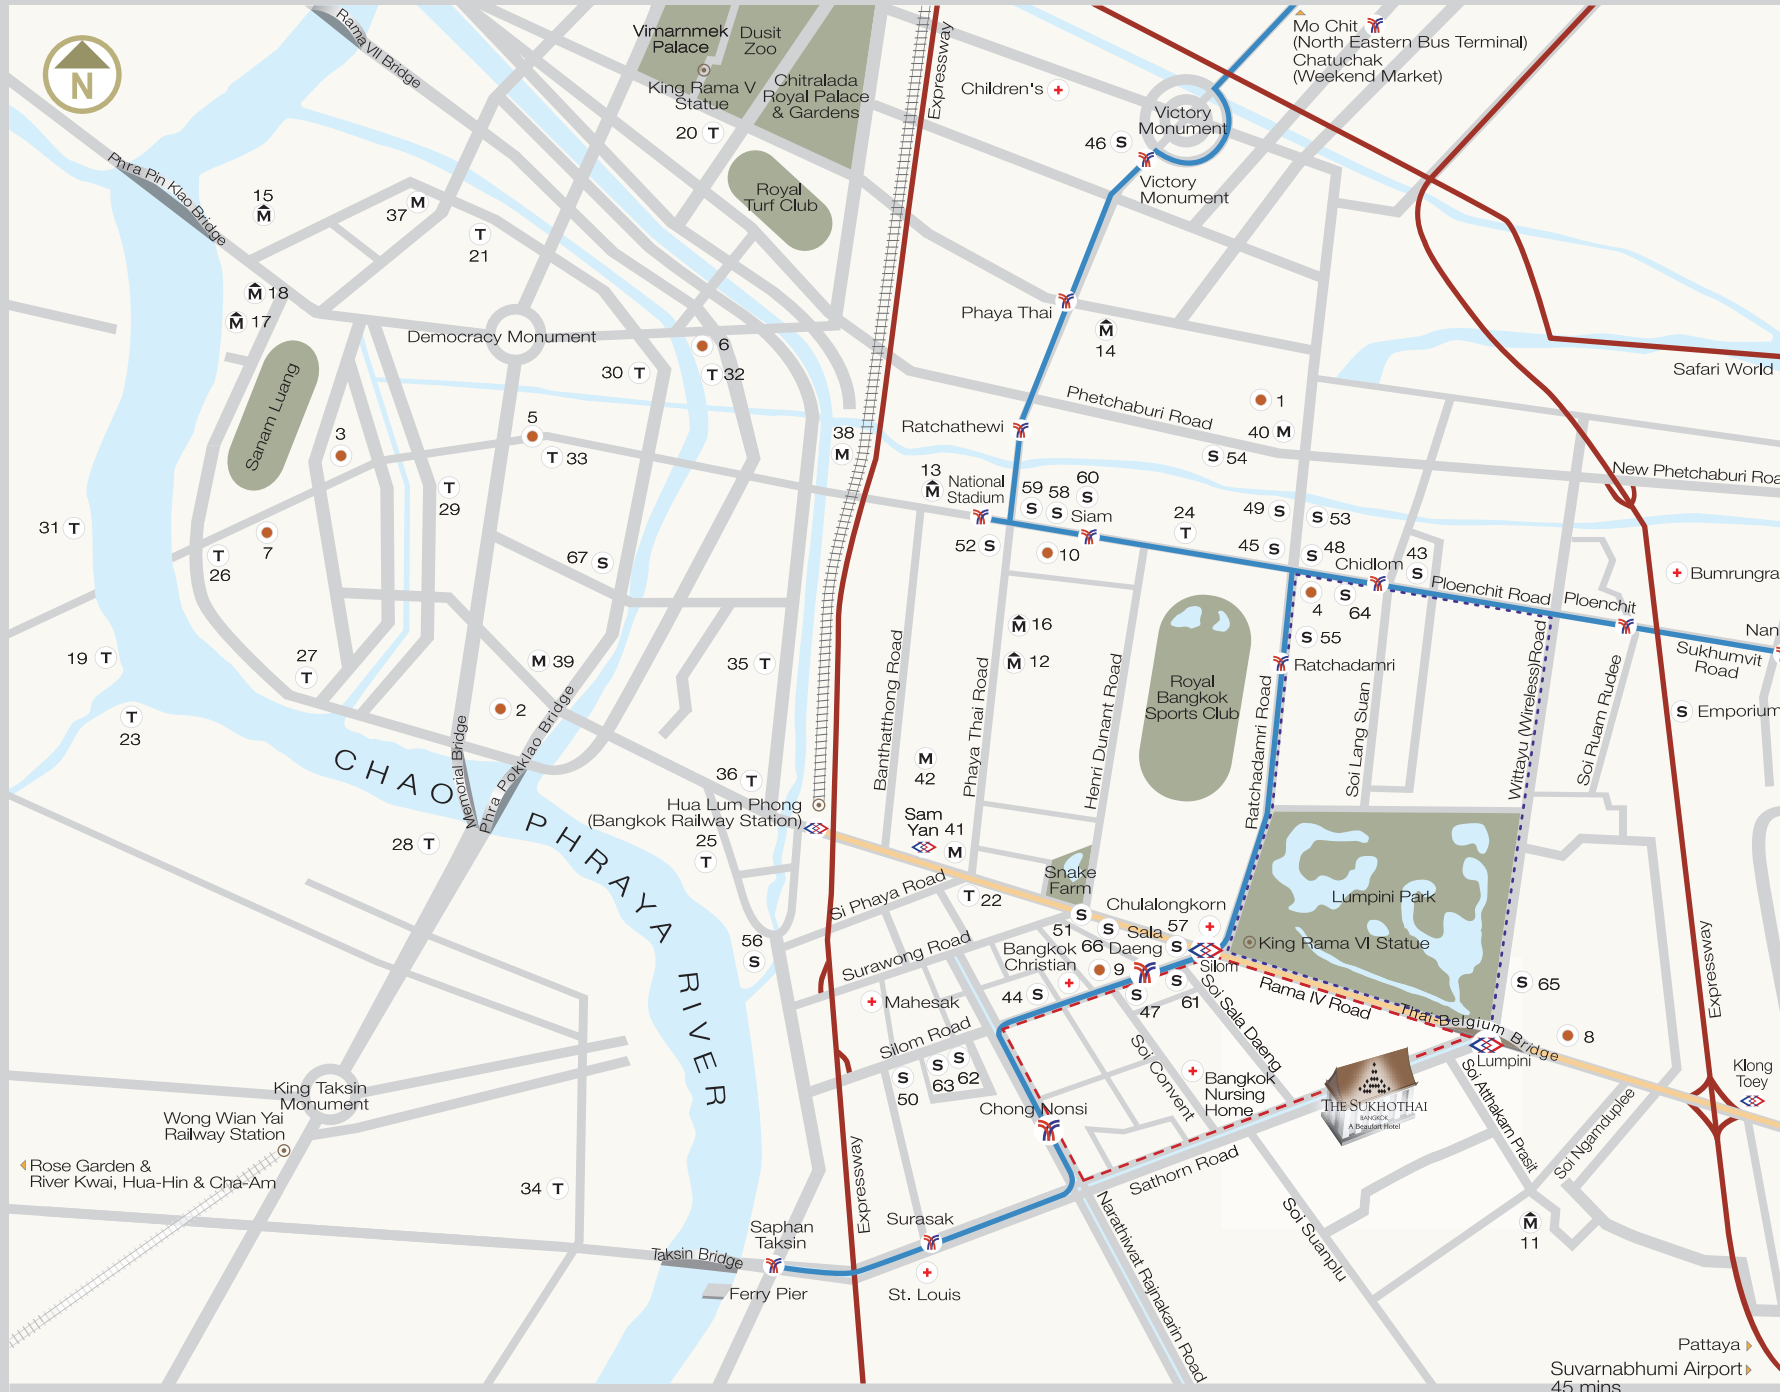 N
Rama VII Bridge
Vimarnmek
Palace
Dusit
Zoo
King Rama V
Statue
Chitralada
Royal Palace
& Gardens
20 T
Royal
Turf Club
Expressway
Children's
Mo Chit
(North Eastern Bus Terminal)
Chatuchak
(Weekend Market)
Victory
Monument
46 S
Victory
Monument
Phra Pin Klao Bridge
15
M
37
M
T
21
M 18
M 17
Democracy Monument
6
30 T
T 32
Phaya Thai
M
14
Safari World
Sanam Luang
3
5
T 33
38
M
Ratchathewi
Phetchaburi Road
1
40 M
S 54
New Phetchaburi Roa
T
29
31 T
7
T
26
67 S
13
M
National
Stadium
59
S
58
S
60
S
Siam
24
T
49 S
S 53
52 S
10
45 S
48
S
Chidlom
43
S
Ploenchit Road
Ploenchit
Bumrungra
4
S
64
S 55
Ratchadamri
Nan
Sukhumvit
Road
S Emporium
19 T
27
T
M 39
35 T
M 16
M 12
Banthatthong Road
Phaya Thai Road
Henri Dunant Road
Royal
Bangkok
Sports Club
Ratchadamri Road
Soi Lang Suan
Wittayu (Wireless)Road
Soi Ruam Rudee
T
23
2
Memorial Bridge
Phra Pokklao Bridge
CHAO PHRAYA RIVER
36 T
M
42
Hua Lum Phong
(Bangkok Railway Station)
Sam
Yan
41
M
28 T
25
T
Snake
Farm
Si Phaya Road
T 22
Chulalongkorn
Lumpini Park
King Rama VI Statue
51
S
S
66
57
S
Sala
Daeng
Silom
Surawong Road
Bangkok
Christian
9
56
S
Mahesak
44 S
S
47
S
61
Soi Sala Daeng
Rama IV Road
Thai-Belgium Bridge
S 65
8
Expressway
Silom Road
S
50
S
63
S
62
Soi Convent
Bangkok
Nursing
Home
Lumpini
Klong
Toey
King Taksin
Monument
Wong Wian Yai
Railway Station
Chong Nonsi
THE SUKHOTHAI
BANGKOK
A Beaufort Hotel
Soi Atthakarn Prasit
Soi Ngamduplee
Rose Garden &
River Kwai, Hua-Hin & Cha-Am
34 T
Expressway
Sathorn Road
Saphan
Taksin
Surasak
Narathiwat Rajnakarin Road
Soi Suanplu
M
11
Taksin Bridge
Ferry Pier
St. Louis
Pattaya
Suvarnabhumi Airport
45 mins